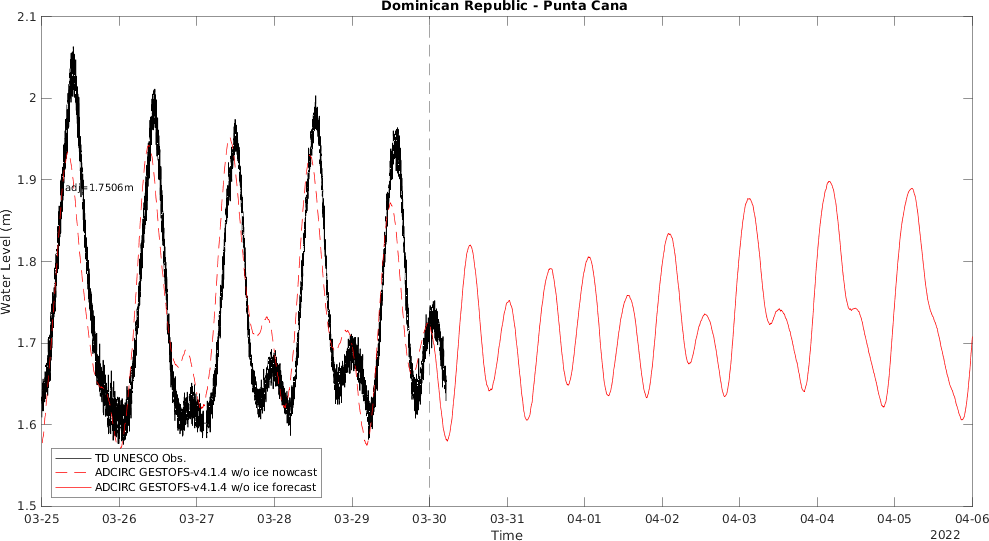 Dominican Republic - Punta Cana
Water Level (m)
2.1
2
1.9
1.8
1.7
1.6
1.5
adj=1.7506m
TD UNESCO Obs.
ADCIRC GESTOFS-v4.1.4 w/o ice nowcast
ADCIRC GESTOFS-v4.1.4 w/o ice forecast
03-25 03-26 03-27 03-28 03-29 03-30 03-31 04-01 04-02 04-03 04-04 04-05 04-06
Time
2022